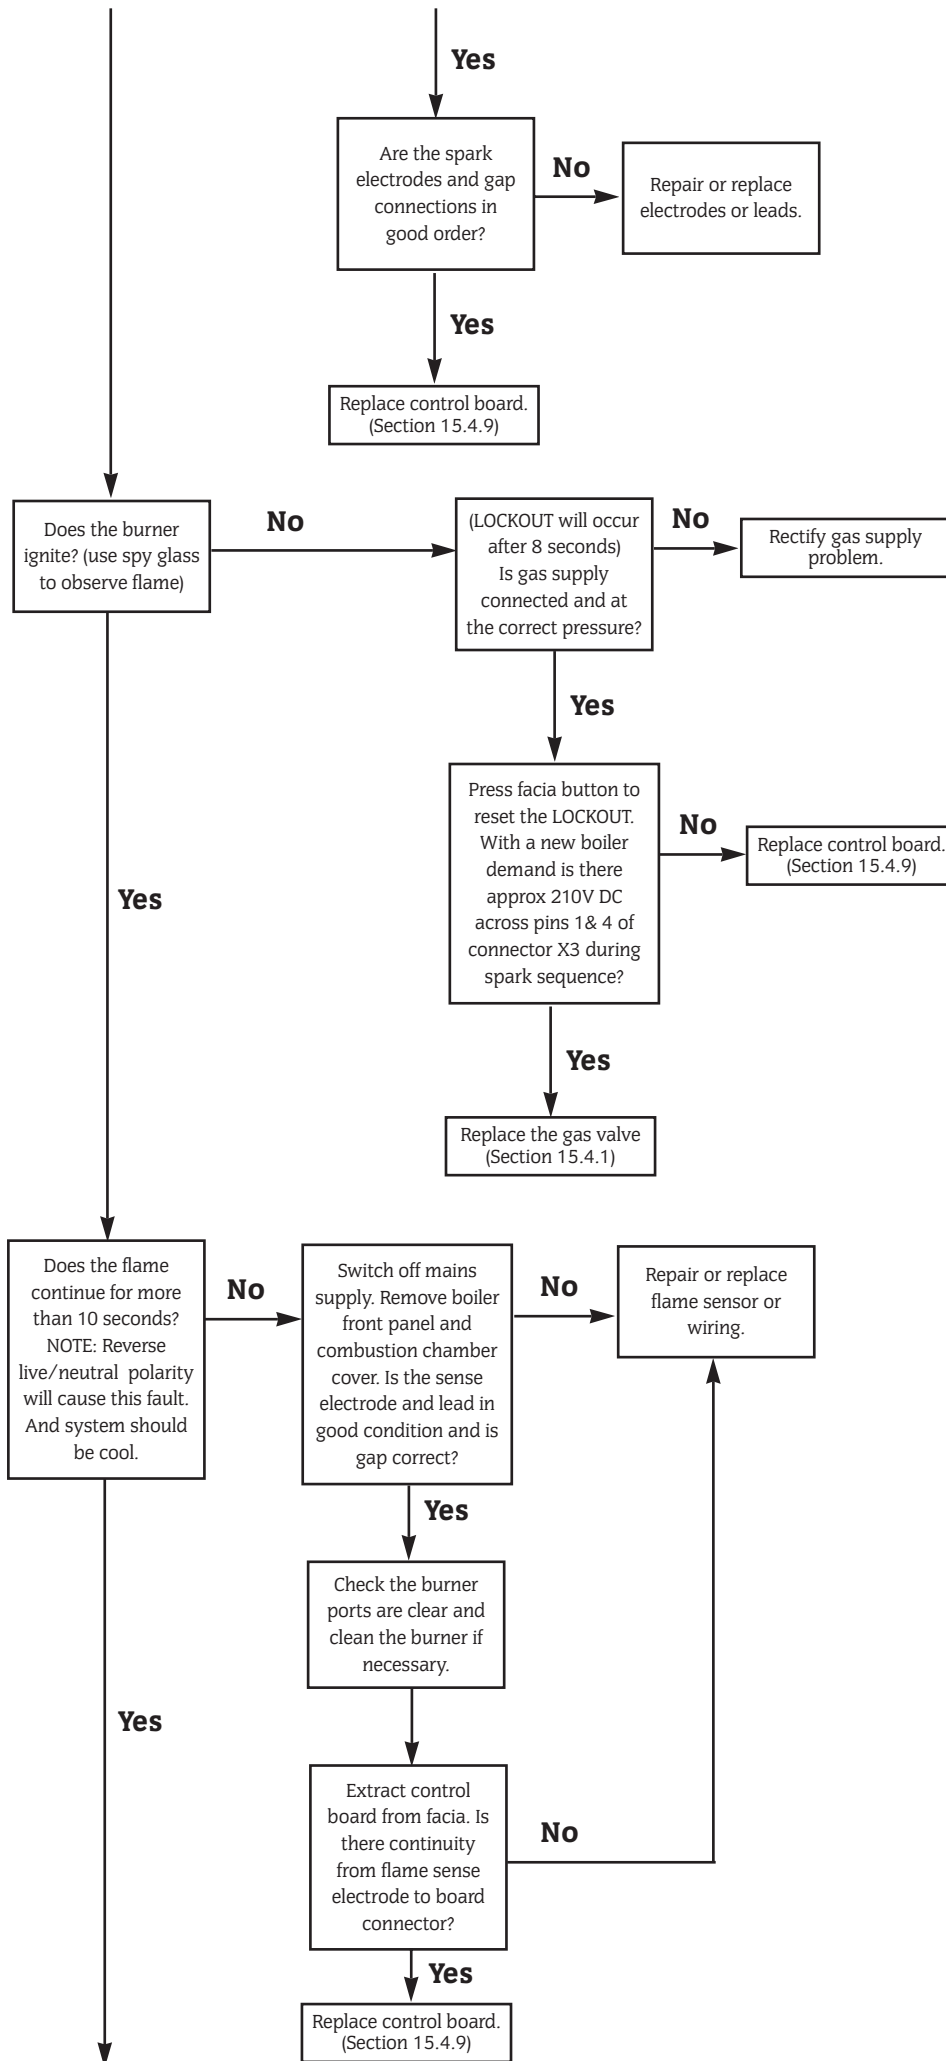 Yes
Are the spark
electrodes and gap
connections in
good order?
No
Repair or replace
electrodes or leads.
Yes
Replace control board.
(Section 15.4.9)
Does the burner
ignite? (use spy glass
to observe flame)
No
(LOCKOUT will occur
after 8 seconds)
Is gas supply
connected and at
the correct pressure?
No
Rectify gas supply
problem.
Yes
Press facia button to
reset the LOCKOUT.
With a new boiler
demand is there
approx 210V DC
across pins 1& 4 of
connector X3 during
spark sequence?
No
Replace control board.
(Section 15.4.9)
Yes
Yes
Replace the gas valve
(Section 15.4.1)
Does the flame
continue for more
than 10 seconds?
NOTE: Reverse
live/neutral polarity
will cause this fault.
And system should
be cool.
No
Switch off mains
supply. Remove boiler
front panel and
combustion chamber
cover. Is the sense
electrode and lead in
good condition and is
gap correct?
No
Repair or replace
flame sensor or
wiring.
Yes
Check the burner
ports are clear and
clean the burner if
necessary.
Yes
Extract control
board from facia. Is
there continuity
from flame sense
electrode to board
connector?
No
Yes
Replace control board.
(Section 15.4.9)